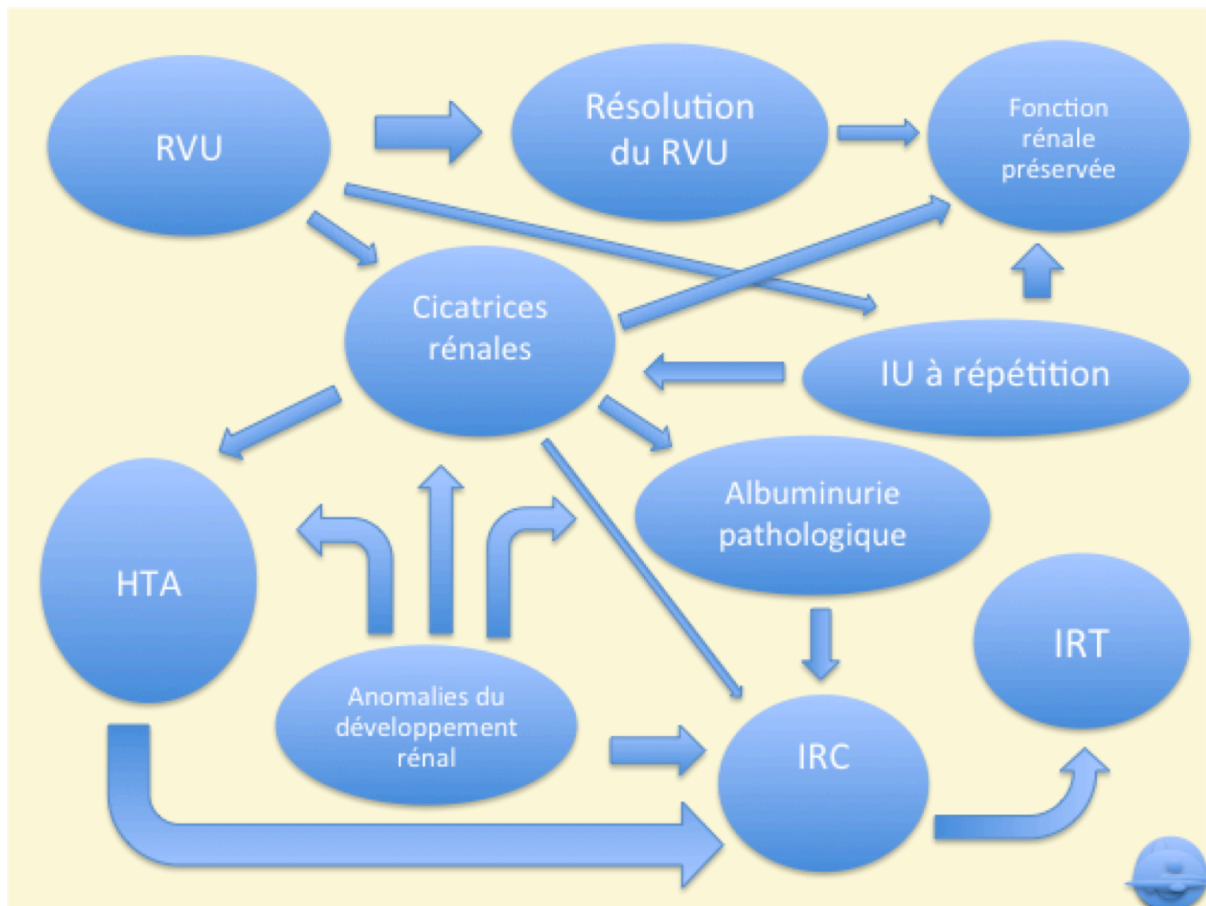 RVU
Résolution
du RVU
Fonction
rénale
préservée
Cicatrices
rénales
IU à répétition
Albuminurie
pathologique
HTA
IRT
Anomalies du
développement
rénal
IRC